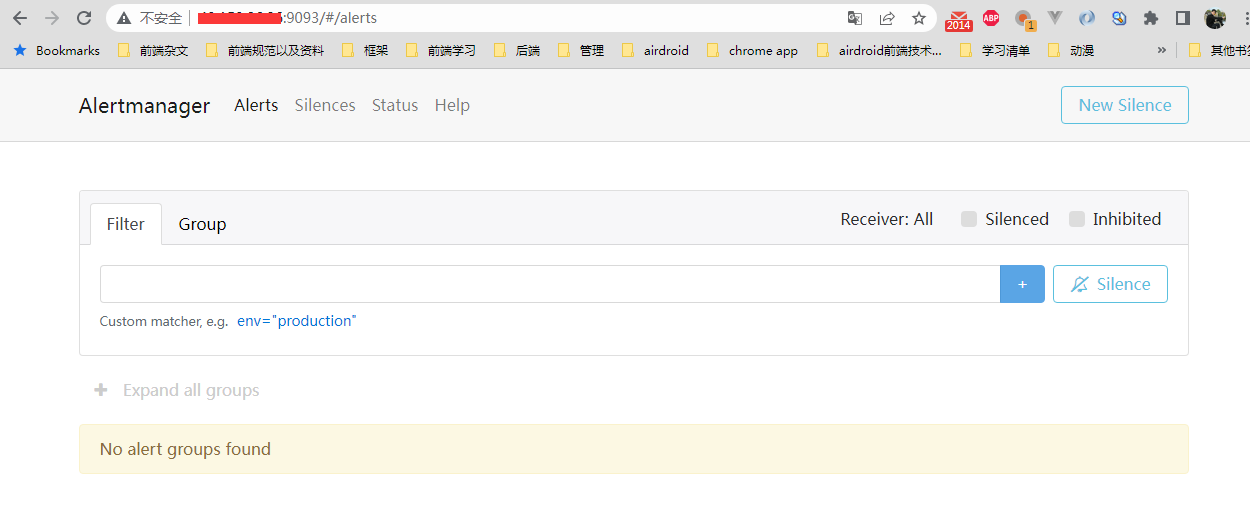 不安全 :9093/#/alerts
2014 ABP 1
Bookmarks 前端杂文 前端规范以及资料 框架 前端学习 后端 管理 airdroid chrome app airdroid前端技术... 学习清单 动漫 » 其他书签
Alertmanager Alerts Silences Status Help New Silence
Filter Group Receiver: All Silenced Inhibited
+ Silence
Custom matcher, e.g. env="production"
+ Expand all groups
No alert groups found